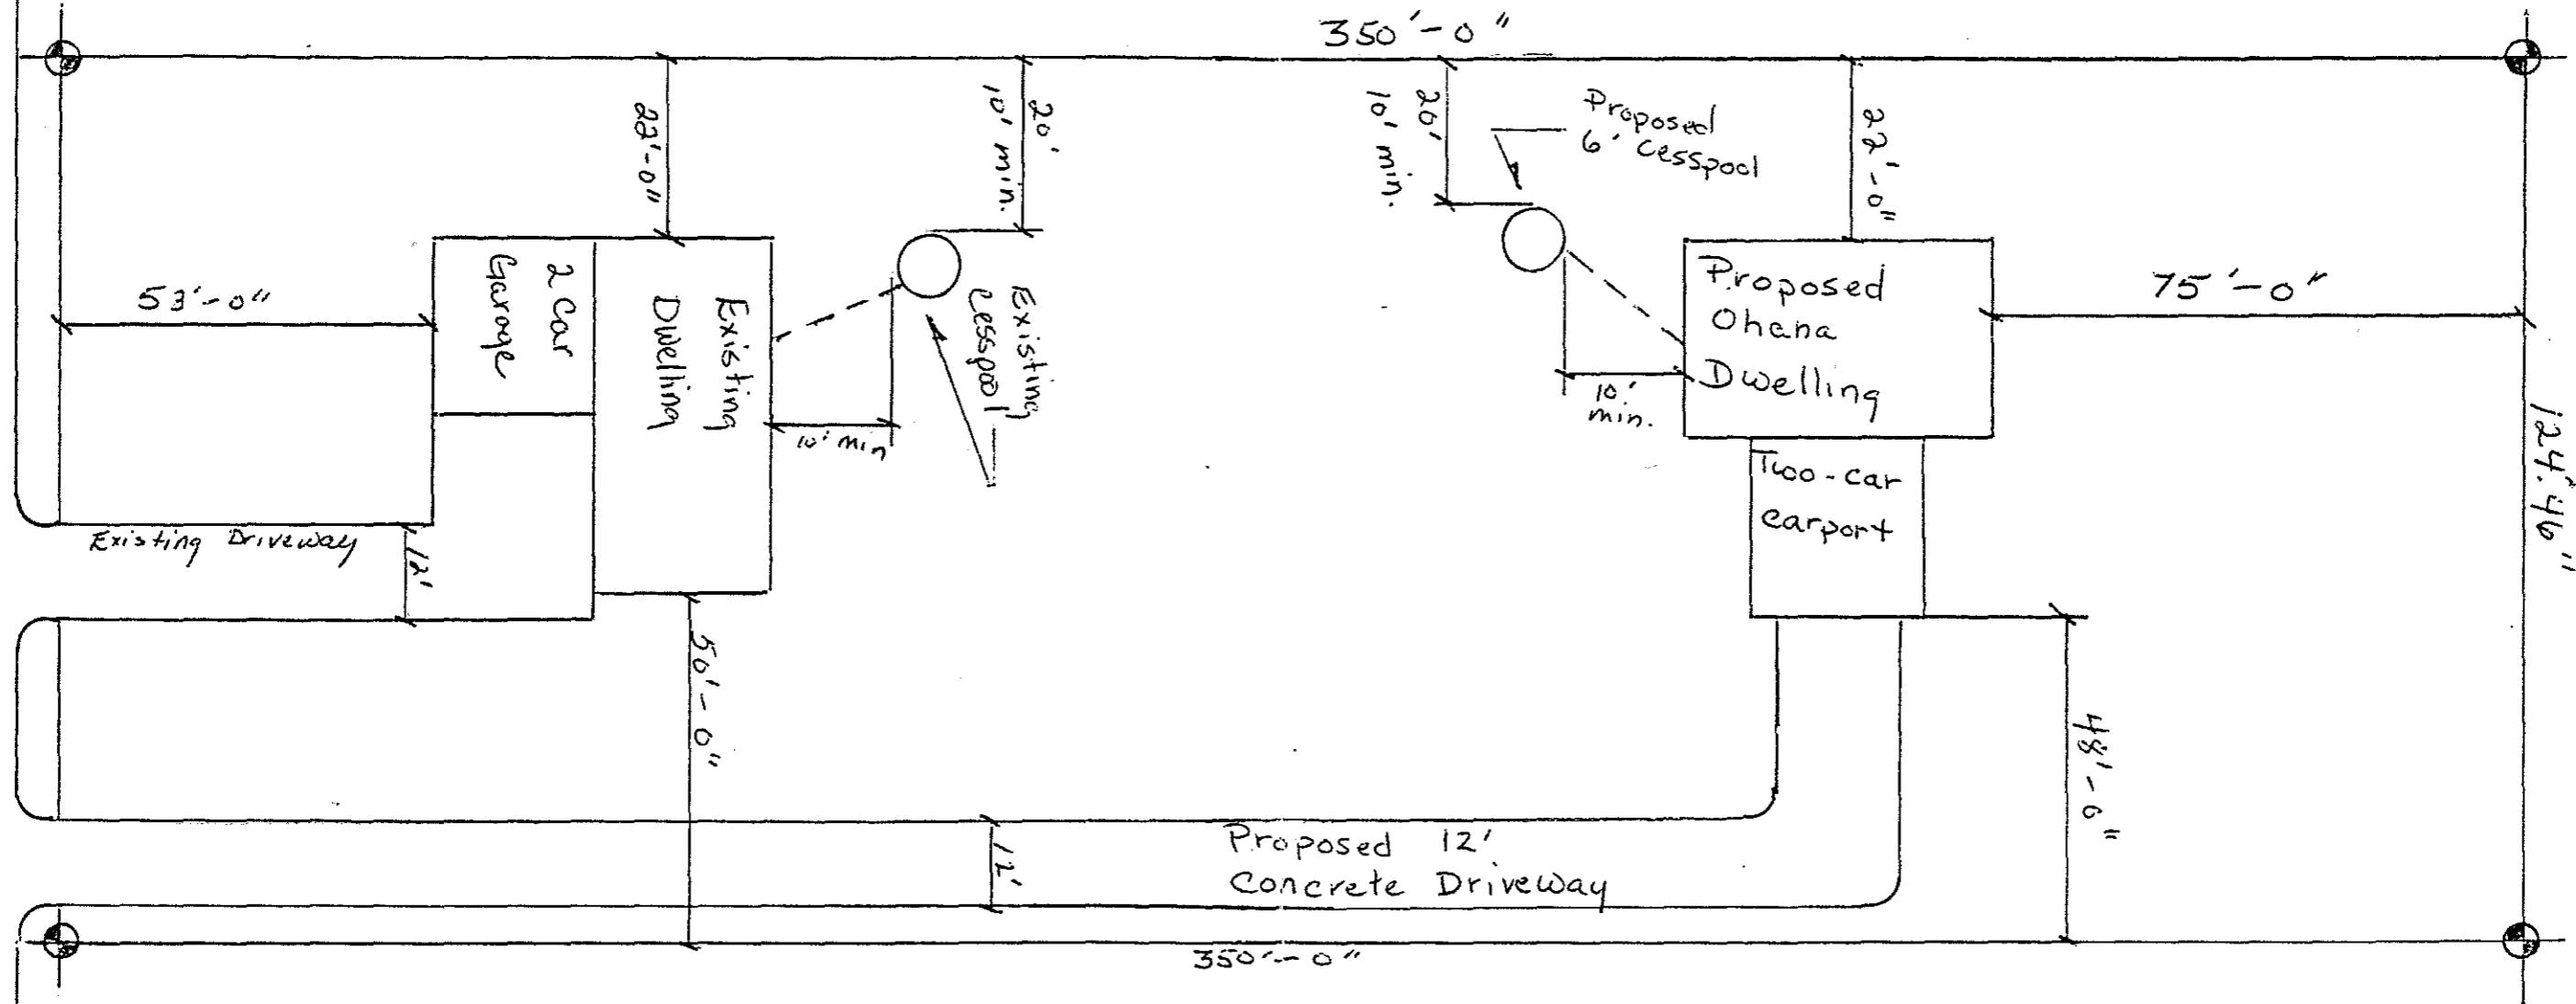 350'-0"
22'-0"
20'
10' min.
20'
10' min.
Proposed
6' Cesspool
22'-0"
53'-0"
2 Car
Garage
Existing
Dwelling
Existing
Cesspool
10' min
Proposed
Ohana
Dwelling
10'
min.
75'-0"
124.46"
Two-car
carport
Existing Driveway
12'
50'-0"
48'-0"
12'
Proposed 12'
Concrete Driveway
350'-0"